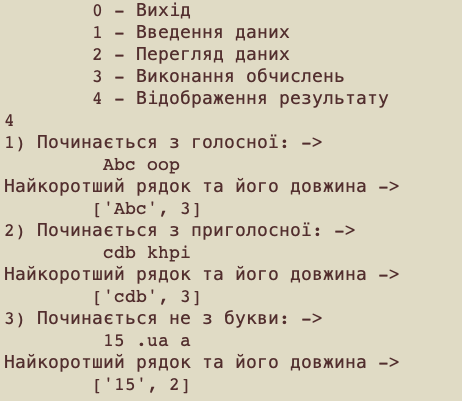 0 – Вихід
1 – Введення даних
2 – Перегляд даних
3 – Виконання обчислень
4 – Відображення результату
4
1) Починається з голосної: ->
Abc oop
Найкоротший рядок та його довжина ->
['Abc', 3]
2) Починається з приголосної: ->
cdb khpi
Найкоротший рядок та його довжина ->
['cdb', 3]
3) Починається не з букви: ->
15 .ua a
Найкоротший рядок та його довжина ->
['15', 2]